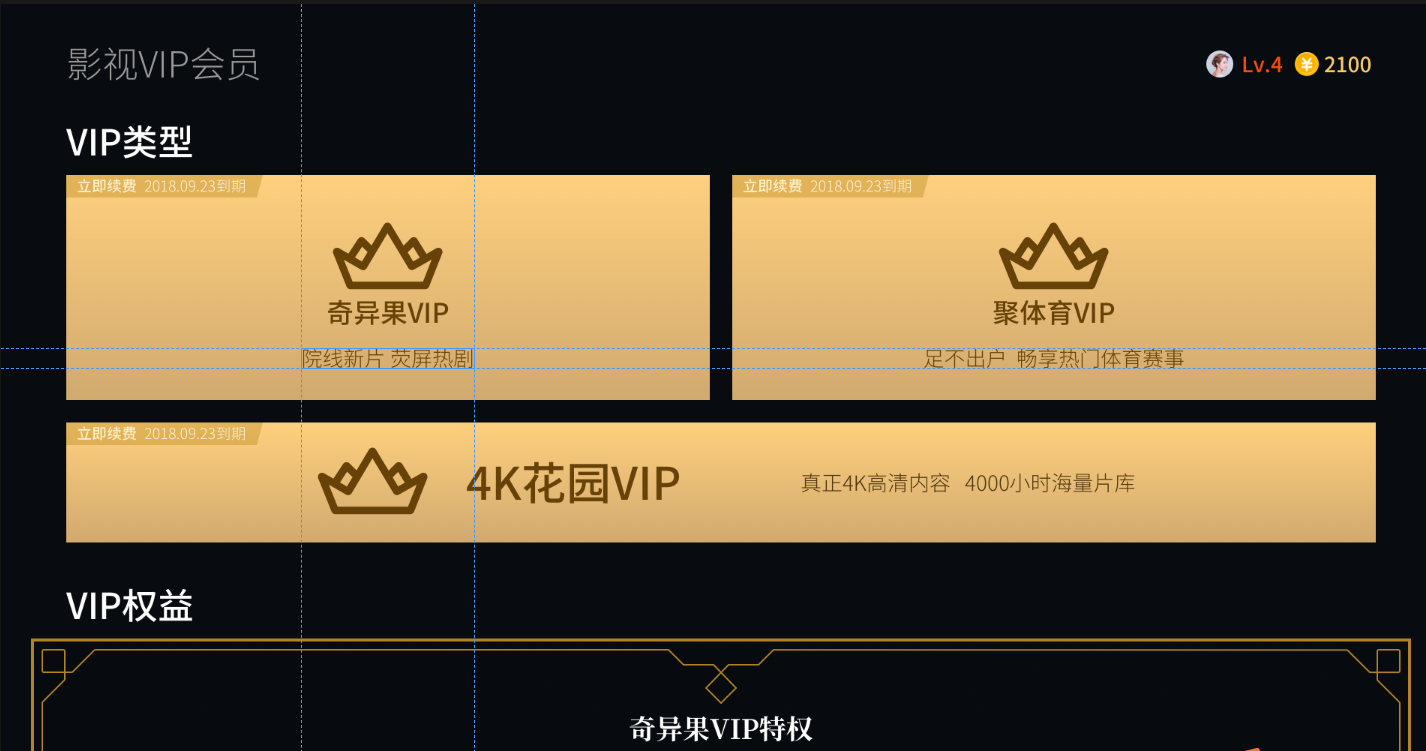 影视VIP会员
Lv.4 2100
VIP类型
立即续费 2018.09.23到期
奇异果VIP
院线新片 荧屏热剧
立即续费 2018.09.23到期
聚体育VIP
足不出户 畅享热门体育赛事
立即续费 2018.09.23到期
4K花园VIP
真正4K高清内容 4000小时海量片库
VIP权益
奇异果VIP特权